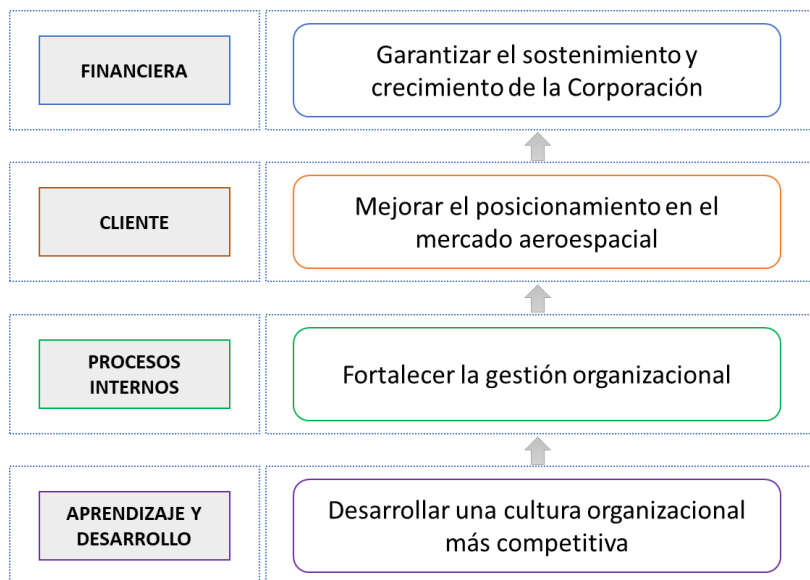 FINANCIERA
Garantizar el sostenimiento y
crecimiento de la Corporación
CLIENTE
Mejorar el posicionamiento en el
mercado aeroespacial
PROCESOS
INTERNOS
Fortalecer la gestión organizacional
APRENDIZAJE Y
DESARROLLO
Desarrollar una cultura organizacional
más competitiva